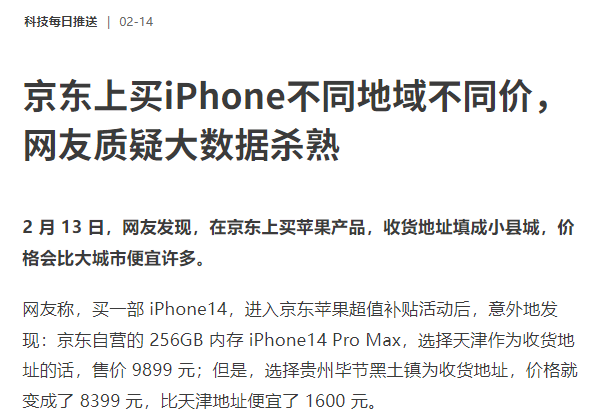 科技每日推送 | 02-14
京东上买iPhone不同地域不同价，
网友质疑大数据杀熟
2 月 13 日，网友发现，在京东上买苹果产品，收货地址填成小县城，价
格会比大城市便宜许多。
网友称，买一部 iPhone14，进入京东苹果超值补贴活动后，意外地发
现：京东自营的 256GB 内存 iPhone14 Pro Max，选择天津作为收货地
址的话，售价 9899 元；但是，选择贵州毕节黑土镇为收货地址，价格就
变成了 8399 元，比天津地址便宜了 1600 元。